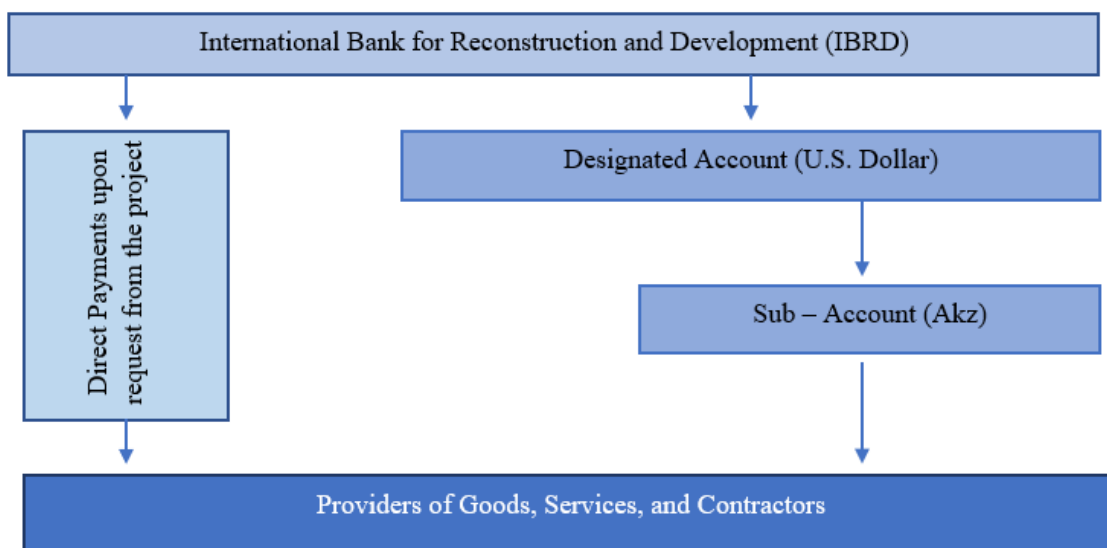 International Bank for Reconstruction and Development (IBRD)
Direct Payments upon
request from the project
Designated Account (U.S. Dollar)
Sub – Account (Akz)
Providers of Goods, Services, and Contractors